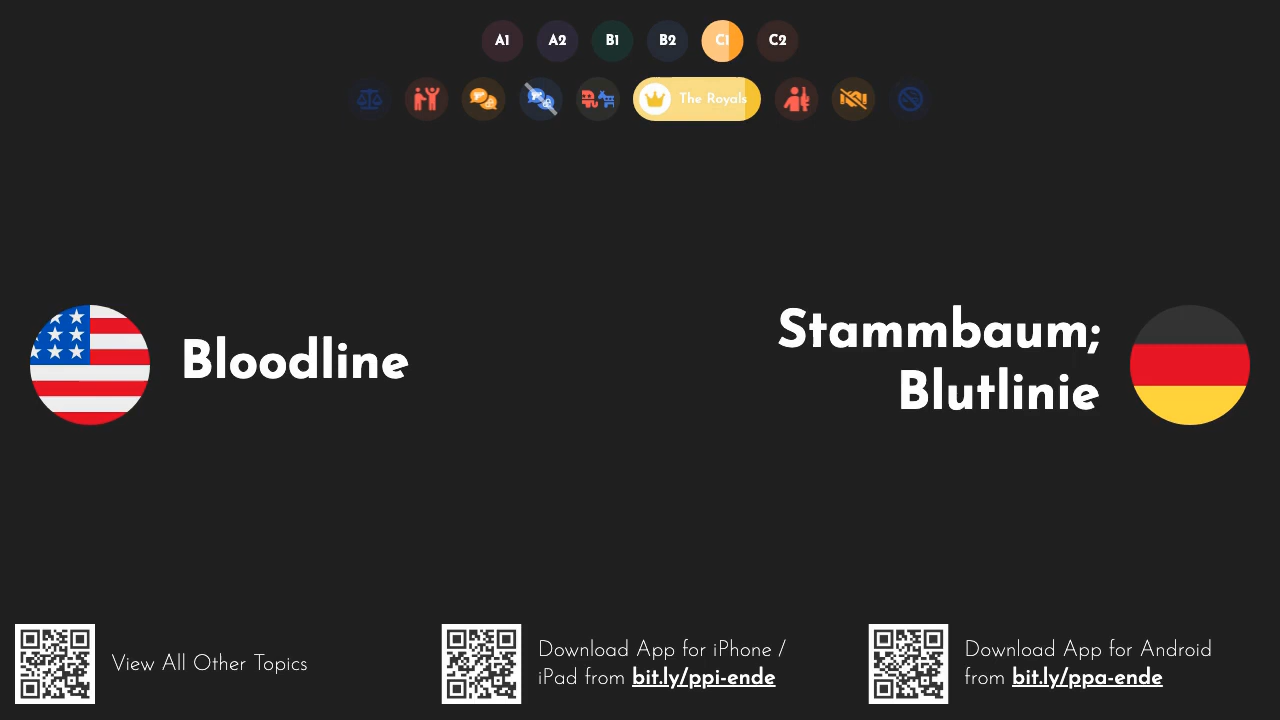 A1 A2 B1 B2 C1 C2
The Royals
Bloodline
Stammbaum;
Blutlinie
View All Other Topics
Download App for iPhone /
iPad from bit.ly/ppi-ende
Download App for Android
from bit.ly/ppa-ende